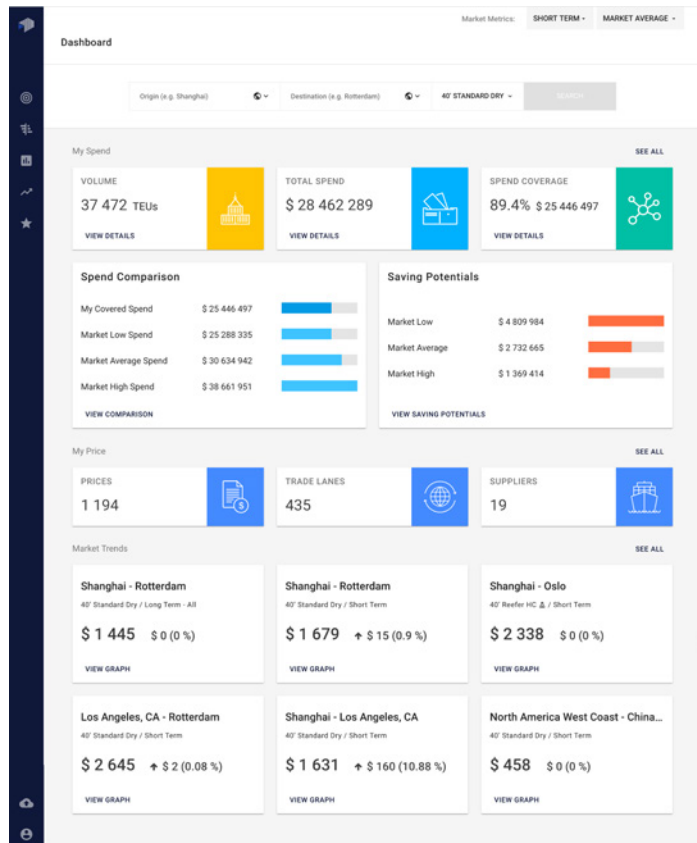 Market Metrics: SHORT TERM MARKET AVERAGE
Dashboard
Origin (e.g. Shanghai) Destination (e.g. Rotterdam) 40' STANDARD DRY SEARCH
My Spend SEE ALL
VOLUME
37 472 TEUs
VIEW DETAILS
TOTAL SPEND
$ 28 462 289
VIEW DETAILS
SPEND COVERAGE
89.4% $ 25 446 497
VIEW DETAILS
Spend Comparison
My Covered Spend $ 25 446 497
Market Low Spend $ 25 288 335
Market Average Spend $ 30 634 942
Market High Spend $ 38 661 951
VIEW COMPARISON
Saving Potentials
Market Low $ 4 809 984
Market Average $ 2 732 665
Market High $ 1 369 414
VIEW SAVING POTENTIALS
My Price SEE ALL
PRICES
1 194
TRADE LANES
435
SUPPLIERS
19
Market Trends SEE ALL
Shanghai - Rotterdam
40' Standard Dry / Long Term - All
$ 1 445 $ 0 (0 %)
VIEW GRAPH
Shanghai - Rotterdam
40' Standard Dry / Short Term
$ 1 679 ↑ $ 15 (0.9 %)
VIEW GRAPH
Shanghai - Oslo
40' Reefer HC / Short Term
$ 2 338 $ 0 (0 %)
VIEW GRAPH
Los Angeles, CA - Rotterdam
40' Standard Dry / Short Term
$ 2 645 ↑ $ 2 (0.08 %)
VIEW GRAPH
Shanghai - Los Angeles, CA
40' Standard Dry / Short Term
$ 1 631 ↑ $ 160 (10.88 %)
VIEW GRAPH
North America West Coast - China...
40' Standard Dry / Short Term
$ 458 $ 0 (0 %)
VIEW GRAPH